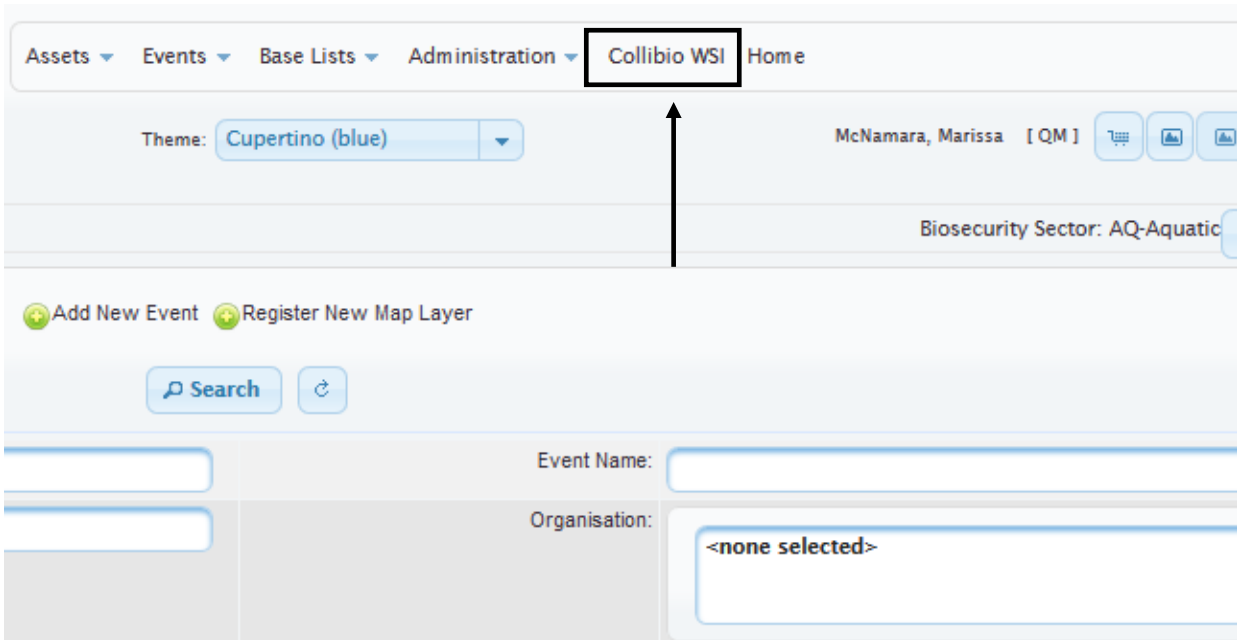 Assets Events Base Lists Administration Collibio WSI Home
Theme: Cupertino (blue) McNamara, Marissa [ QM ]
Biosecurity Sector: AQ-Aquatic
Add New Event Register New Map Layer
Search
Event Name:
Organisation:
<none selected>